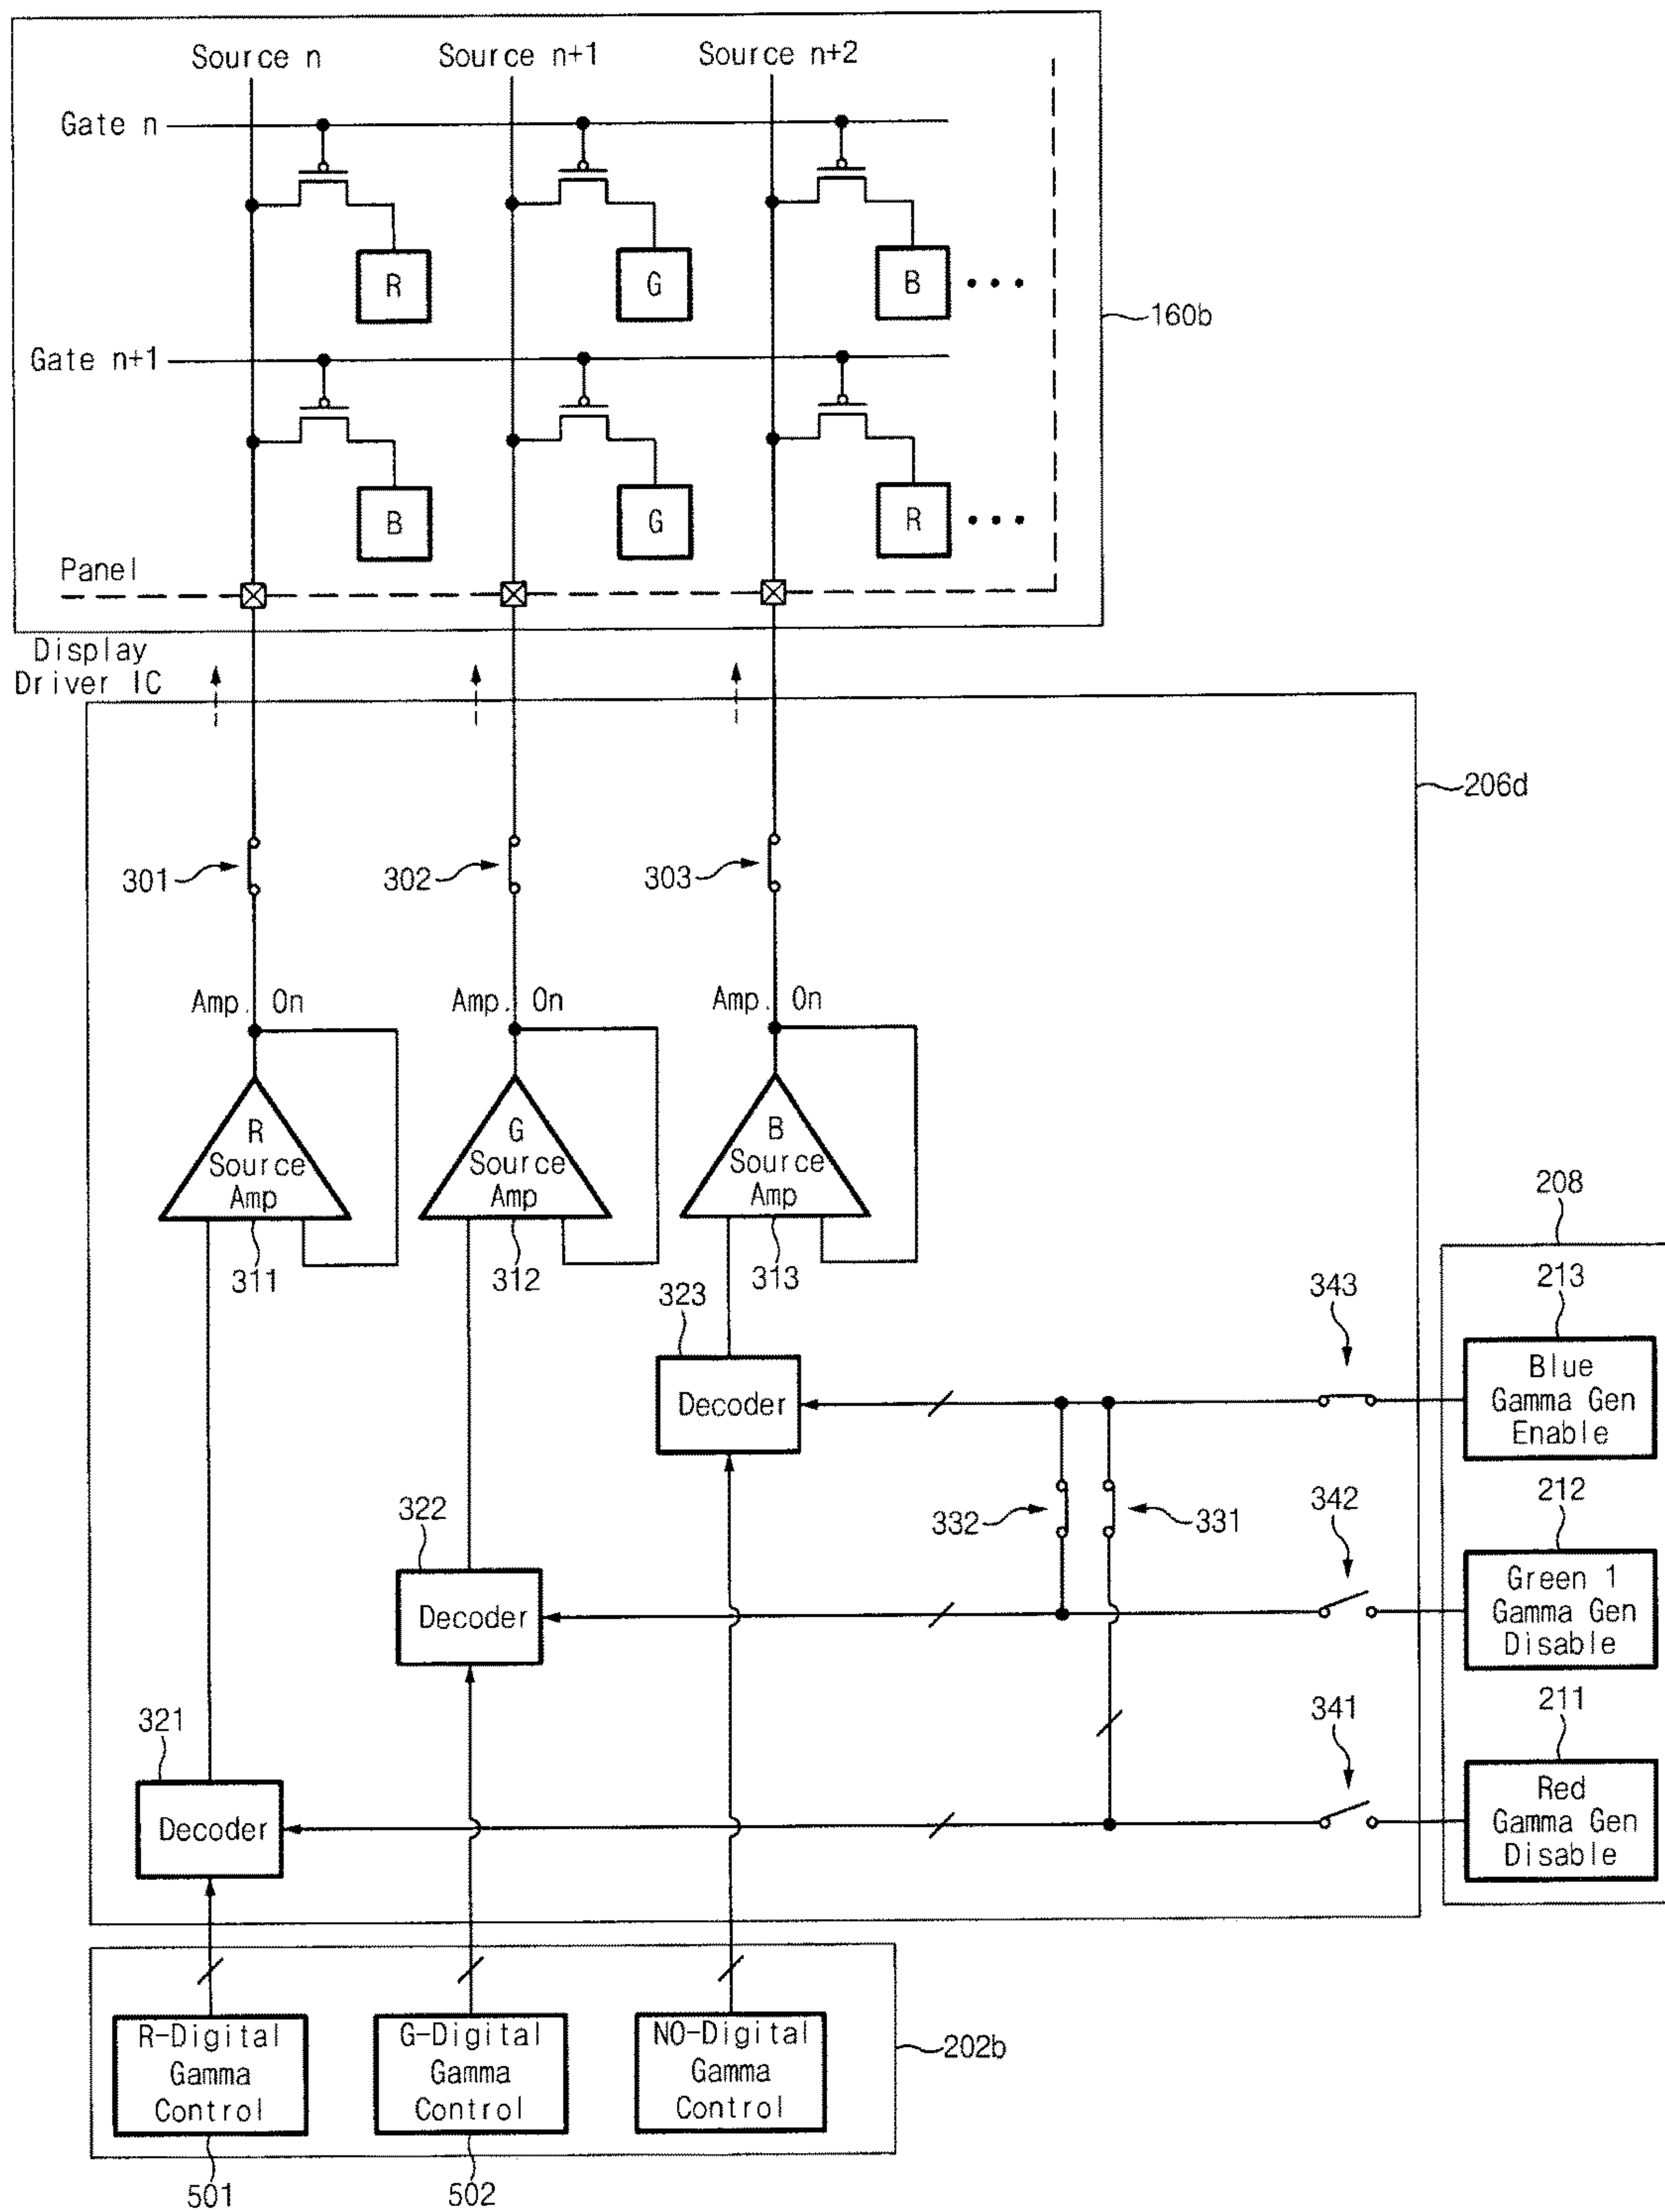 Source n
Source n+1
Source n+2
Gate n
R
G
B
160b
Gate n+1
B
G
R
Panel
Display
Driver IC
206d
301
302
303
Amp. On
Amp. On
Amp. On
R
Source
Amp
G
Source
Amp
B
Source
Amp
311
312
313
208
323
343
213
Decoder
Blue
Gamma Gen
Enable
322
332
331
342
212
Decoder
Green 1
Gamma Gen
Disable
321
341
211
Decoder
Red
Gamma Gen
Disable
R-Digital
Gamma
Control
G-Digital
Gamma
Control
NO-Digital
Gamma
Control
202b
501
502